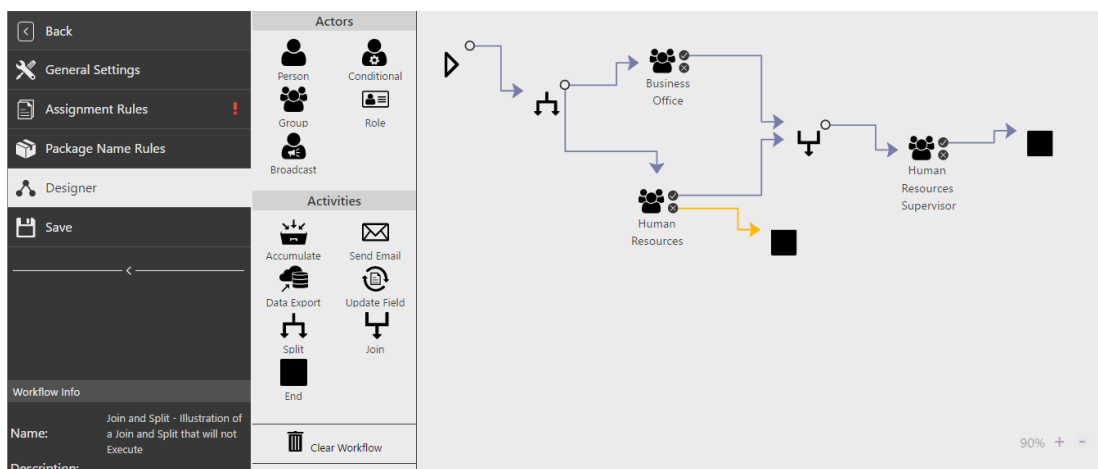 Back
General Settings
Assignment Rules !
Package Name Rules
Designer
Save
Workflow Info
Name:
Join and Split - Illustration of
a Join and Split that will not
Execute
Description:
Actors
Person Conditional
Group Role
Broadcast
Activities
Accumulate Send Email
Data Export Update Field
Split Join
End
Clear Workflow
Business
Office
Human
Resources
Human
Resources
Supervisor
90% + -